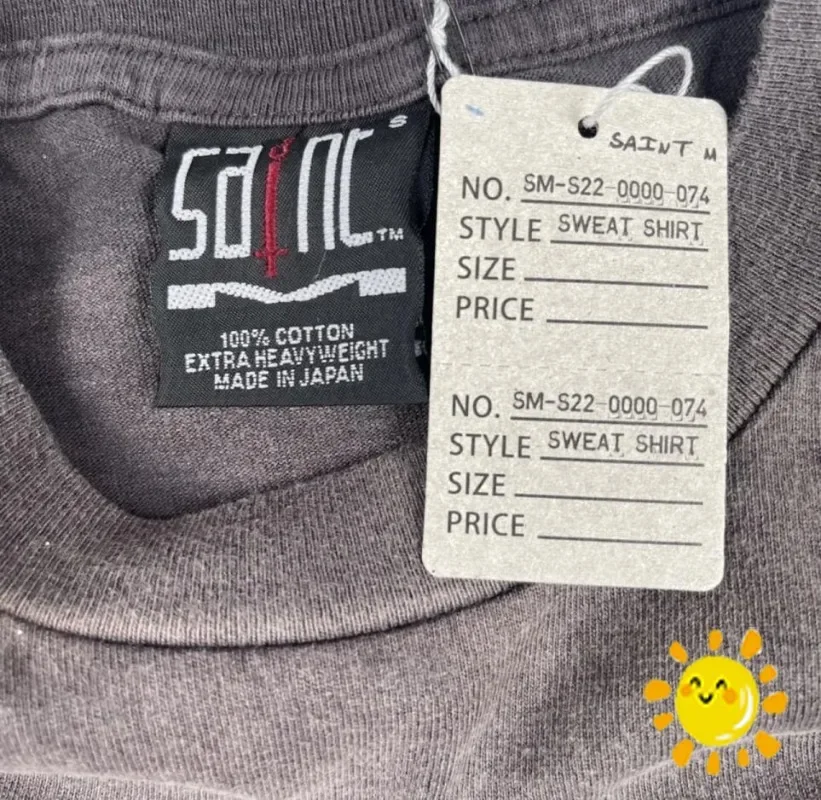 saint S
TM
100% COTTON
EXTRA HEAVYWEIGHT
MADE IN JAPAN
SAINT M
NO. SM-S22-0000-074
STYLE SWEAT SHIRT
SIZE
PRICE
NO. SM-S22-0000-074
STYLE SWEAT SHIRT
SIZE
PRICE